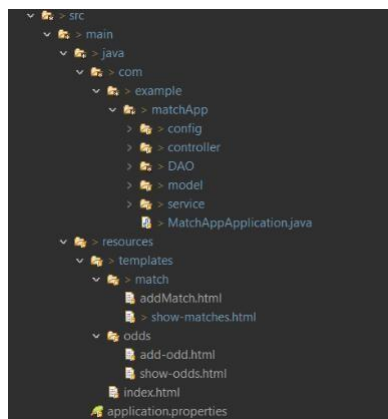 > src
> main
> java
> com
> example
> matchApp
> config
> controller
> DAO
> model
> service
> MatchAppApplication.java
> resources
> templates
> match
addMatch.html
> show-matches.html
odds
add-odd.html
show-odds.html
index.html
application.properties